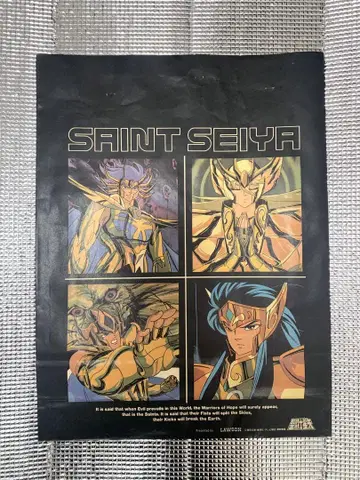 SAINT SEIYA
It is said that when Evil prevails in this World, the Warriors of Hope will surely appear,
that is the Saints. It is said that their Fists will split the Skies,
their Kicks will break the Earth.
LAWSON